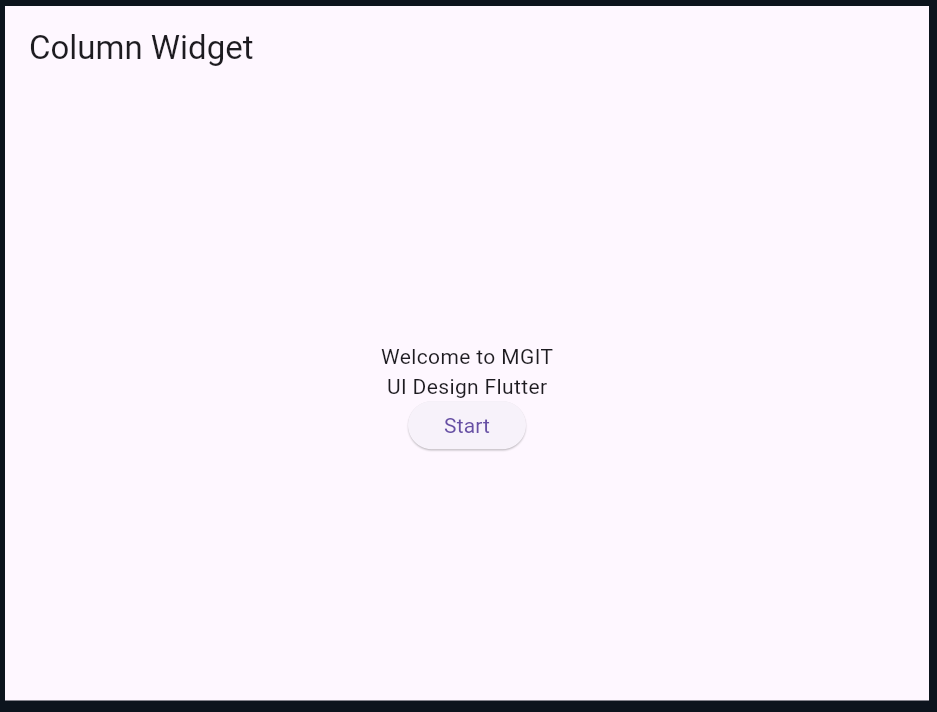 Column Widget
Welcome to MGIT
UI Design Flutter
Start